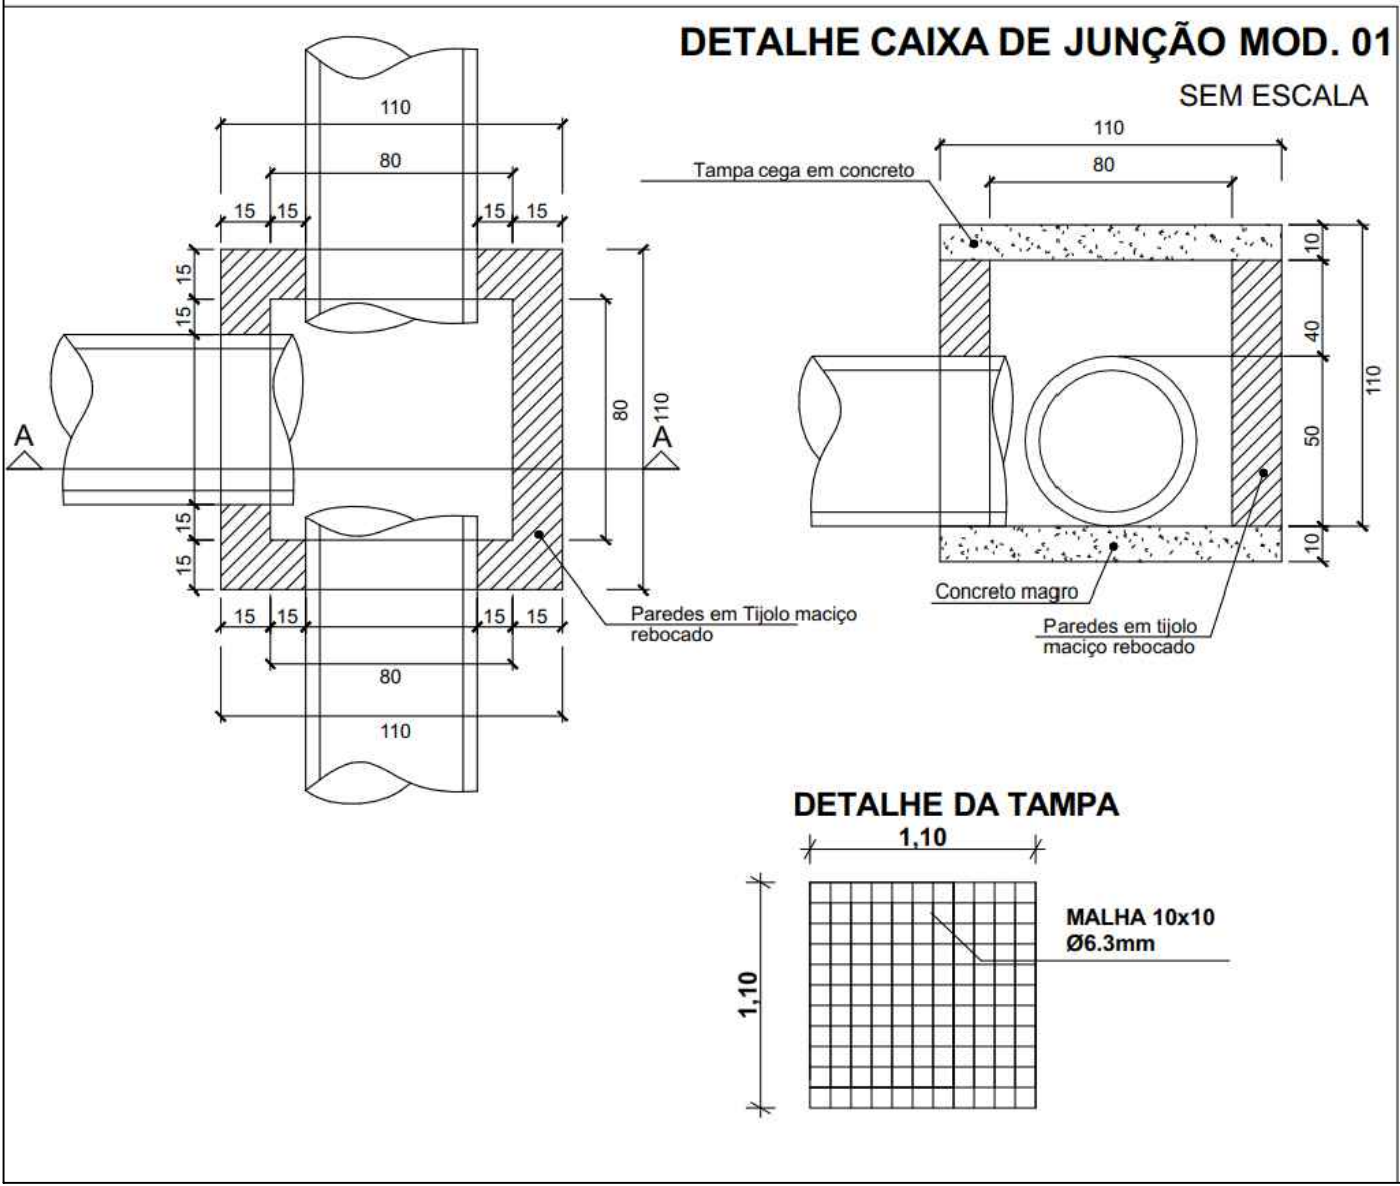 DETALHE CAIXA DE JUNÇÃO MOD. 01
SEM ESCALA
110
80
15 15 15 15
15
15
15
15
80
110
A A
15 15 15 15
80
110
Paredes em Tijolo maciço
rebocado
110
80
Tampa cega em concreto
10
40
50
10
110
Concreto magro
Paredes em tijolo
maciço rebocado
DETALHE DA TAMPA
1,10
1,10
MALHA 10x10
Ø6.3mm